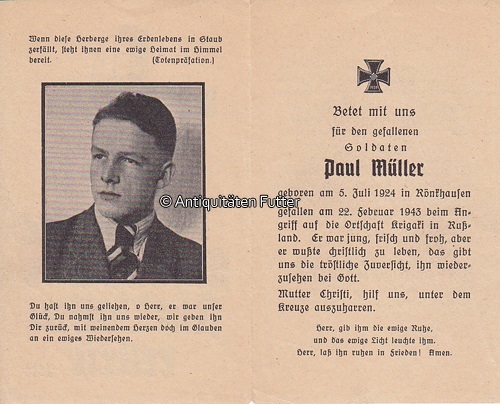 Wenn diese Herberge ihres Erdenlebens in Staub
zerfällt, steht ihnen eine ewige Heimat im Himmel
bereit. (Totenpräfation.)
© Antiquitäten Futter
Du hast ihn uns geliehen, o Herr, er war unser
Glück, Du nahmst ihn uns wieder, wir geben ihn
Dir zurück, mit weinendem Herzen doch im Glauben
an ein ewiges Wiedersehen.
Betet mit uns
für den gefallenen
Soldaten
Paul Müller
geboren am 5. Juli 1924 in Rönkhausen
gefallen am 22. Februar 1943 beim An-
griff auf die Ortschaft Krigaki in Ruß-
land. Er war jung, frisch und froh, aber
er wußte christlich zu leben, das gibt
uns die tröstliche Zuversicht, ihn wieder-
zusehen bei Gott.
Mutter Christi, hilf uns, unter dem
Kreuze auszuharren.
Herr, gib ihm die ewige Ruhe,
und das ewige Licht leuchte ihm.
Herr, laß ihn ruhen in Frieden! Amen.